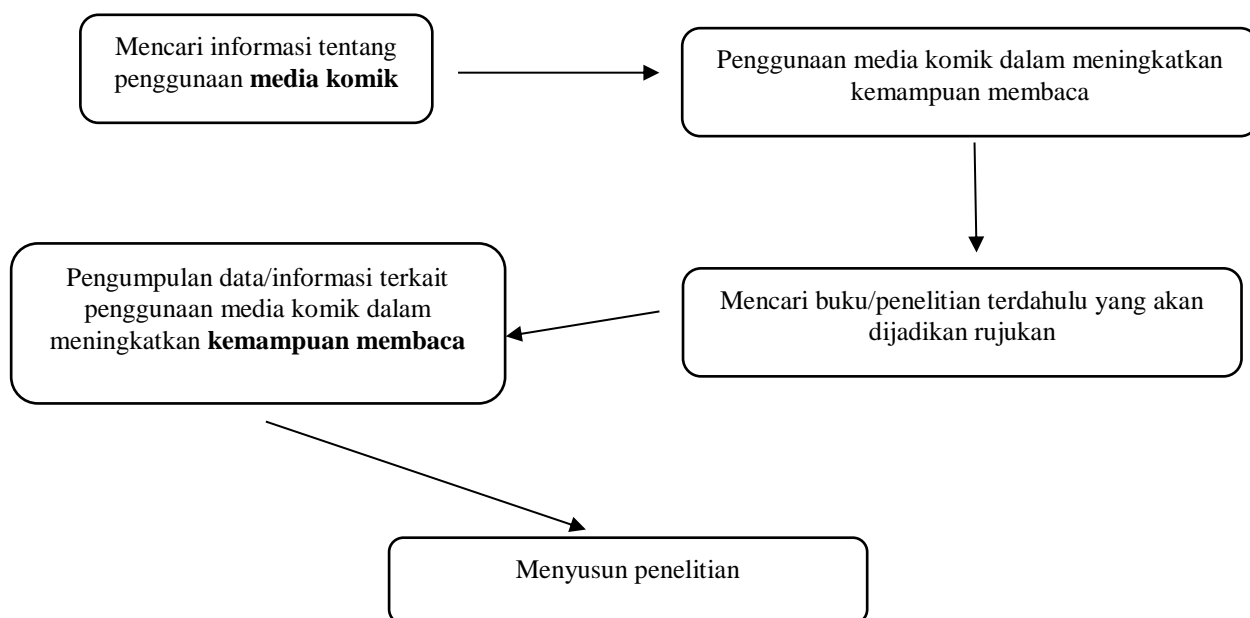 Mencari informasi tentang
penggunaan media komik
Penggunaan media komik dalam meningkatkan
kemampuan membaca
Mencari buku/penelitian terdahulu yang akan
dijadikan rujukan
Pengumpulan data/informasi terkait
penggunaan media komik dalam
meningkatkan kemampuan membaca
Menyusun penelitian